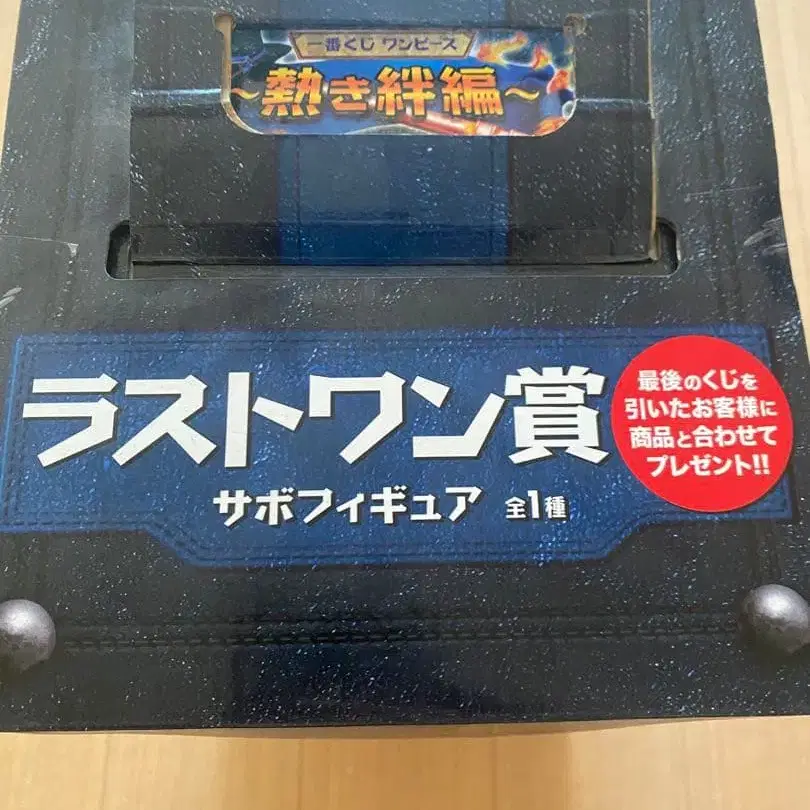 一番くじ ワンピース
～熱き絆編～
ラストワン賞
サボフィギュア 全1種
最後のくじを
引いたお客様に
商品と合わせて
プレゼント!!